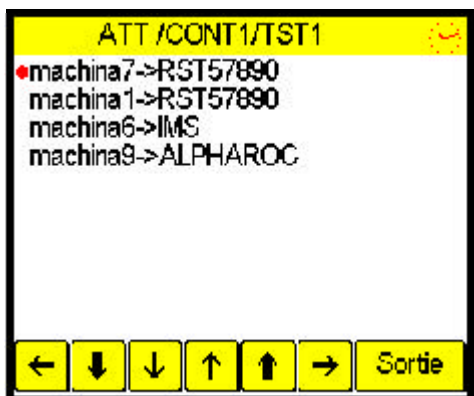 ATT /CONT1/TST1
machina7->RST57890
machina1->RST57890
machina6->IMS
machina9->ALPHAROC
Sortie